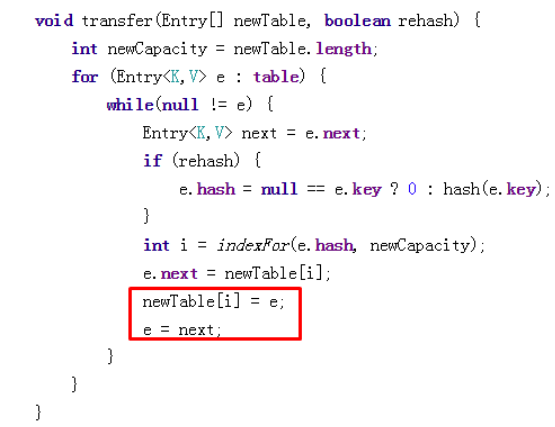 void transfer(Entry[] newTable, boolean rehash) {
    int newCapacity = newTable.length;
    for (Entry<K,V> e : table) {
        while(null != e) {
            Entry<K,V> next = e.next;
            if (rehash) {
                e.hash = null == e.key ? 0 : hash(e.key);
            }
            int i = indexFor(e.hash, newCapacity);
            e.next = newTable[i];
            newTable[i] = e;
            e = next;
        }
    }
}